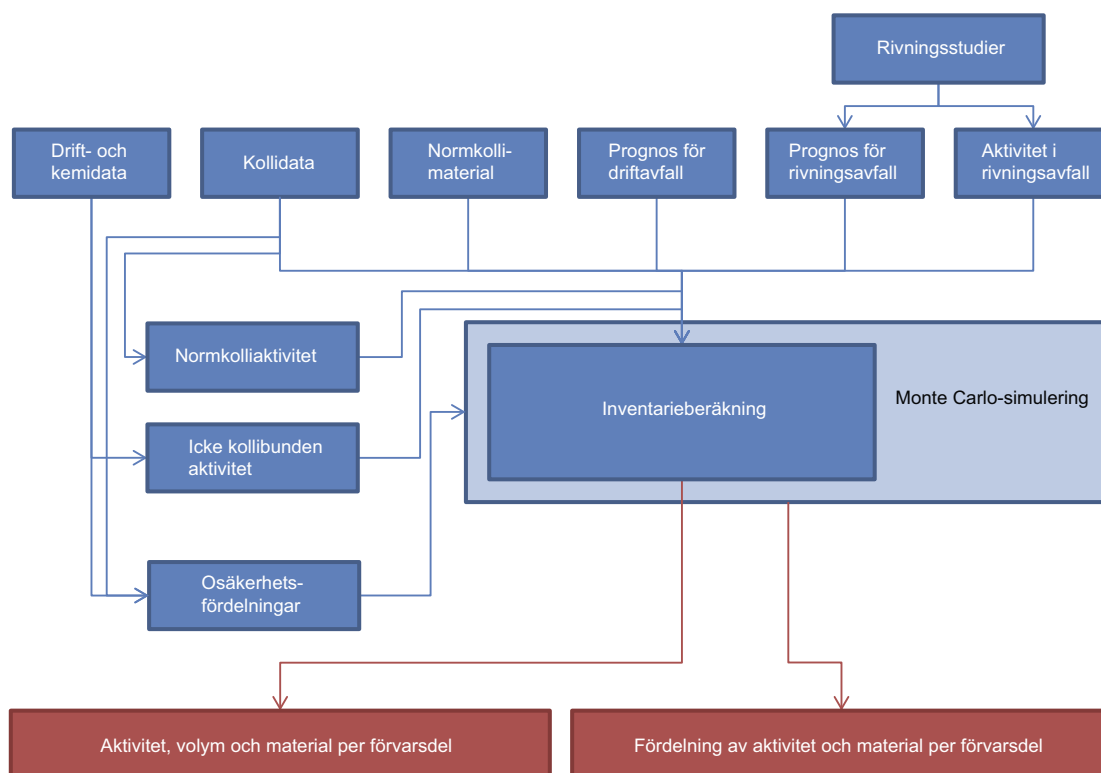 Rivningsstudier
Drift- och
kemidata
Kollidata
Normkolli-
material
Prognos för
driftavfall
Prognos för
rivningsavfall
Aktivitet i
rivningsavfall
Normkolliaktivitet
Inventarieberäkning
Monte Carlo-simulering
Icke kollibunden
aktivitet
Osäkerhets-
fördelningar
Aktivitet, volym och material per förvarsdel
Fördelning av aktivitet och material per förvarsdel